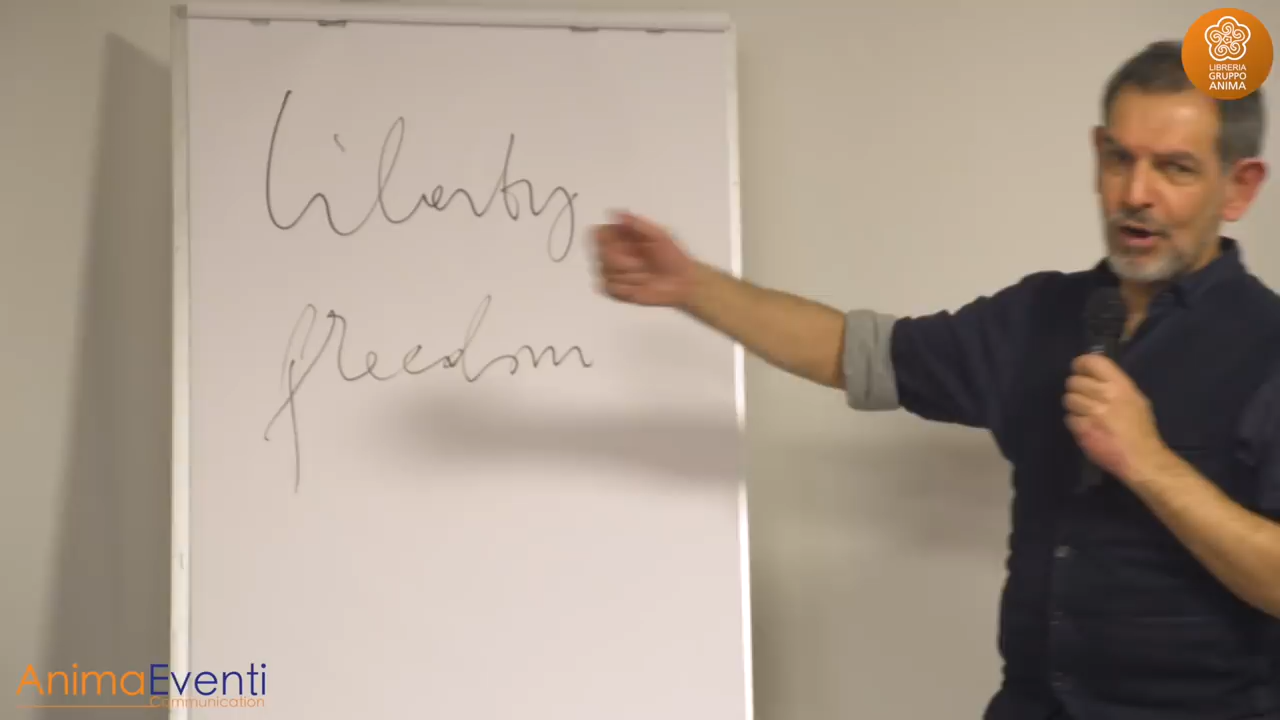 LIBRERIA
GRUPPO
ANIMA
liberty
freedom
AnimaEventi
Communication